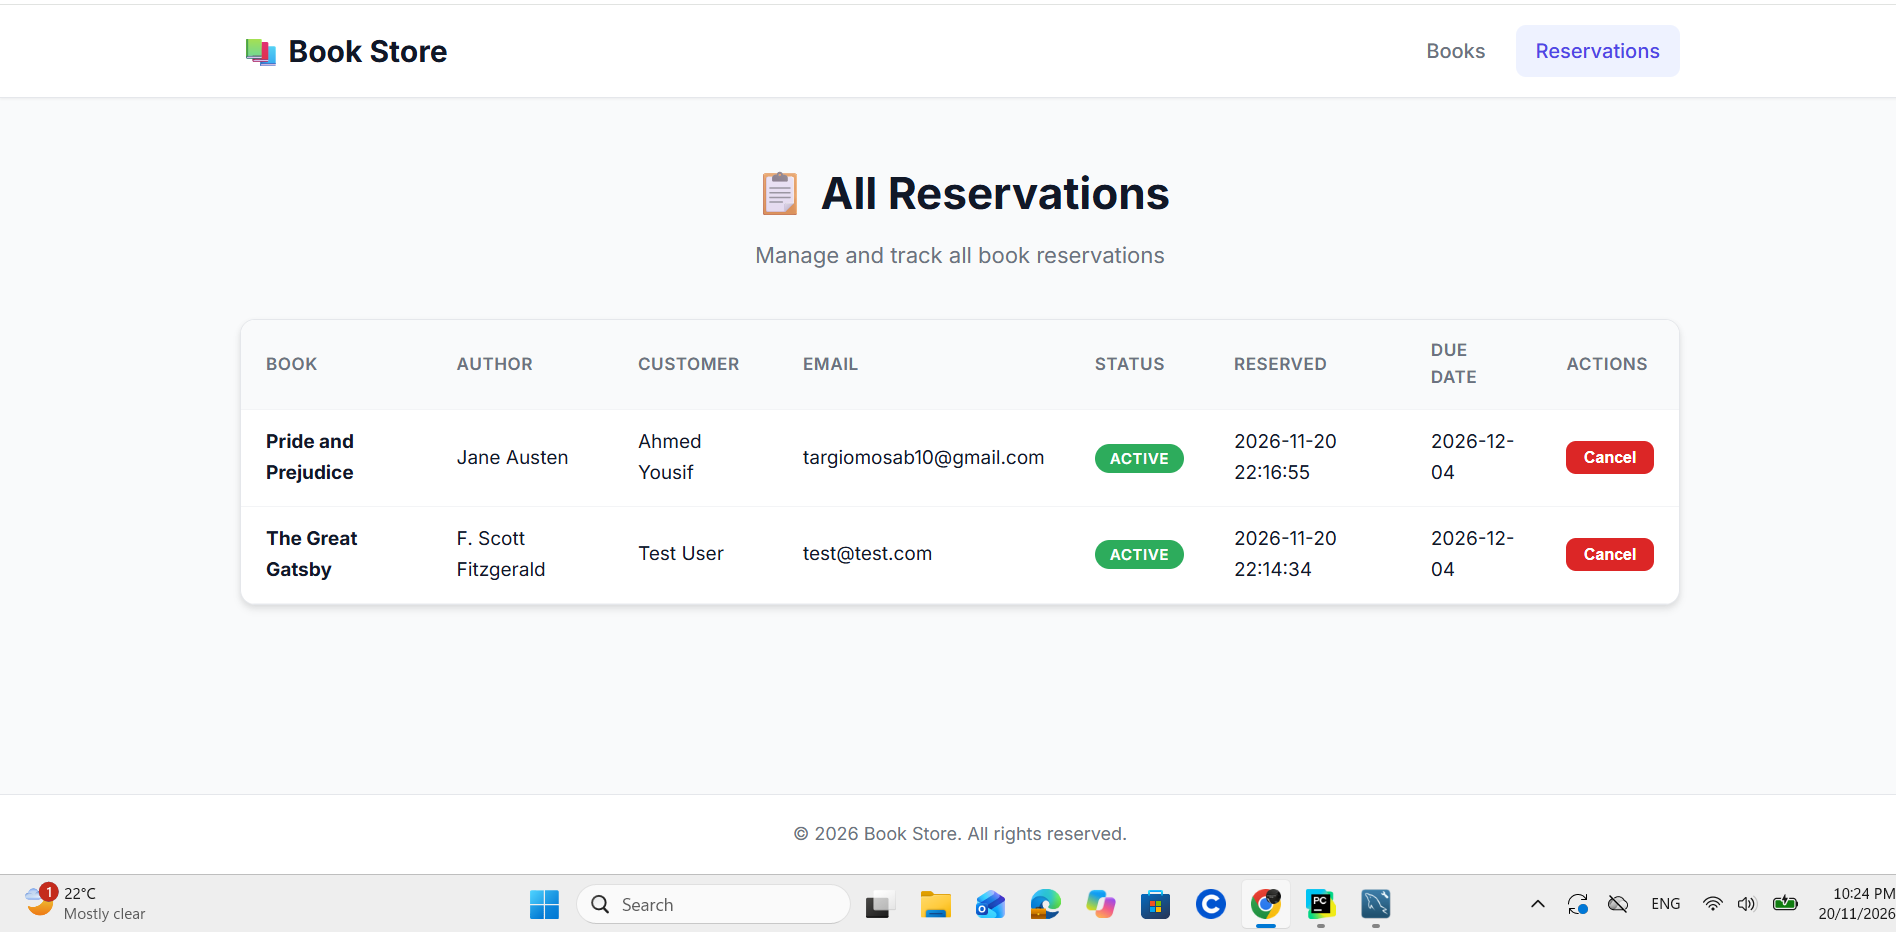 Book Store
Books
Reservations
All Reservations
Manage and track all book reservations
BOOK AUTHOR CUSTOMER EMAIL STATUS RESERVED DUE DATE ACTIONS
Pride and Prejudice Jane Austen Ahmed Yousif targiomosab10@gmail.com ACTIVE 2026-11-20 22:16:55 2026-12-04 Cancel
The Great Gatsby F. Scott Fitzgerald Test User test@test.com ACTIVE 2026-11-20 22:14:34 2026-12-04 Cancel
© 2026 Book Store. All rights reserved.
1
22°C
Mostly clear
Search
PC
ENG
10:24 PM
20/11/2026